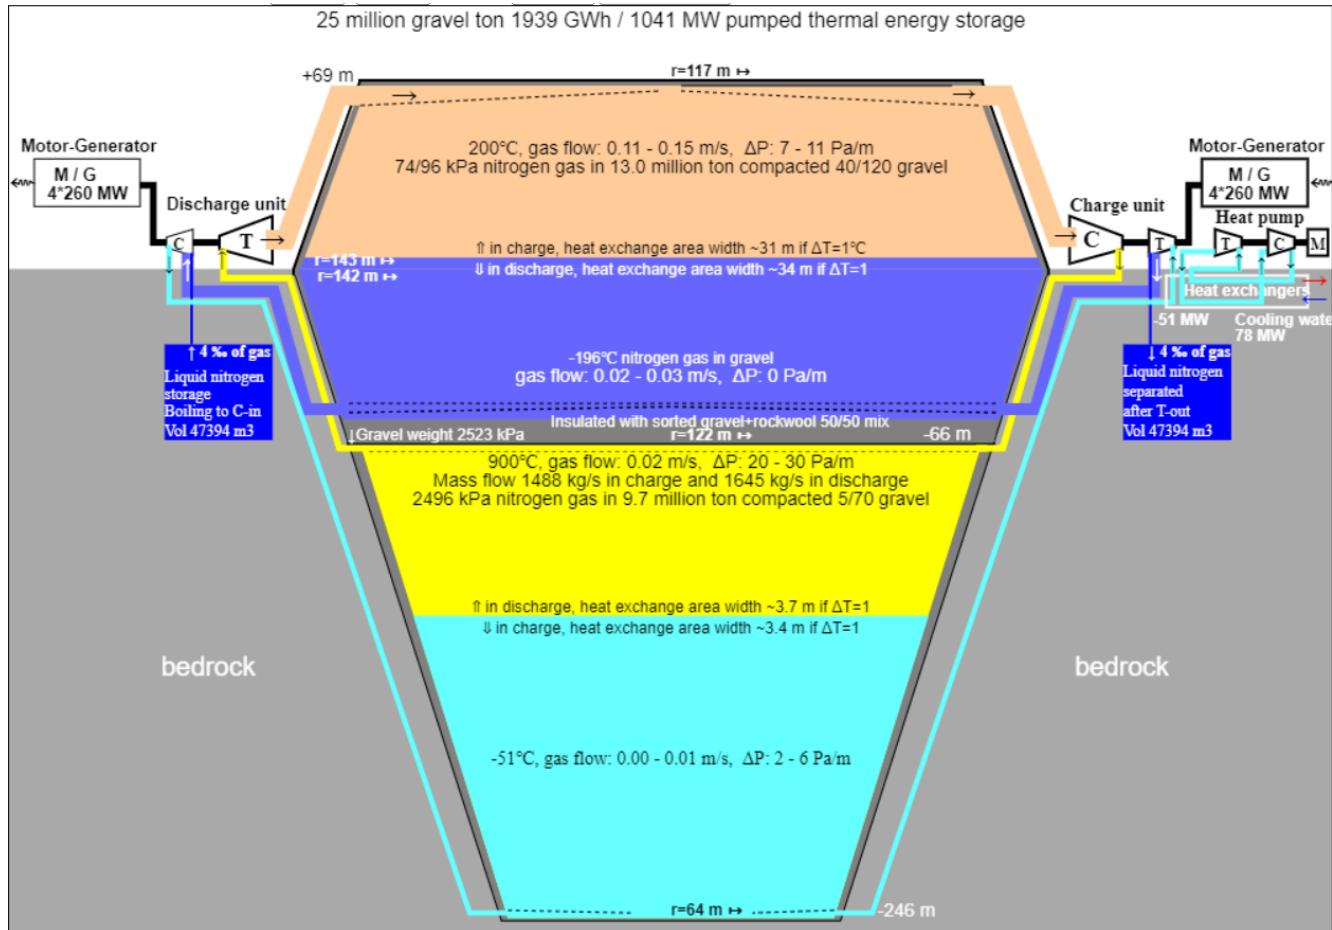 25 million gravel ton 1939 GWh / 1041 MW pumped thermal energy storage
+69 m
r=117 m ↦
→
→
200℃, gas flow: 0.11 - 0.15 m/s, ΔP: 7 - 11 Pa/m
74/96 kPa nitrogen gas in 13.0 million ton compacted 40/120 gravel
Motor-Generator
M / G
4*260 MW
Discharge unit
C
T
Motor-Generator
M / G
4*260 MW
Charge unit
Heat pump
C
T
T
C
M
⇑ in charge, heat exchange area width ~31 m if ΔT=1℃
r=143 m ↦
r=142 m ↦
⇓ in discharge, heat exchange area width ~34 m if ΔT=1
Heat exchangers
-51 MW
Cooling wate
78 MW
↑ 4 ‰ of gas
Liquid nitrogen
storage
Boiling to C-in
Vol 47394 m3
↓ 4 ‰ of gas
Liquid nitrogen
separated
after T-out
Vol 47394 m3
-196℃ nitrogen gas in gravel
gas flow: 0.02 - 0.03 m/s, ΔP: 0 Pa/m
Insulated with sorted gravel+rockwool 50/50 mix
↓Gravel weight 2523 kPa
r=122 m ↦
-66 m
900℃, gas flow: 0.02 m/s, ΔP: 20 - 30 Pa/m
Mass flow 1488 kg/s in charge and 1645 kg/s in discharge
2496 kPa nitrogen gas in 9.7 million ton compacted 5/70 gravel
⇑ in discharge, heat exchange area width ~3.7 m if ΔT=1
⇓ in charge, heat exchange area width ~3.4 m if ΔT=1
bedrock
bedrock
-51℃, gas flow: 0.00 - 0.01 m/s, ΔP: 2 - 6 Pa/m
r=64 m ↦
-246 m